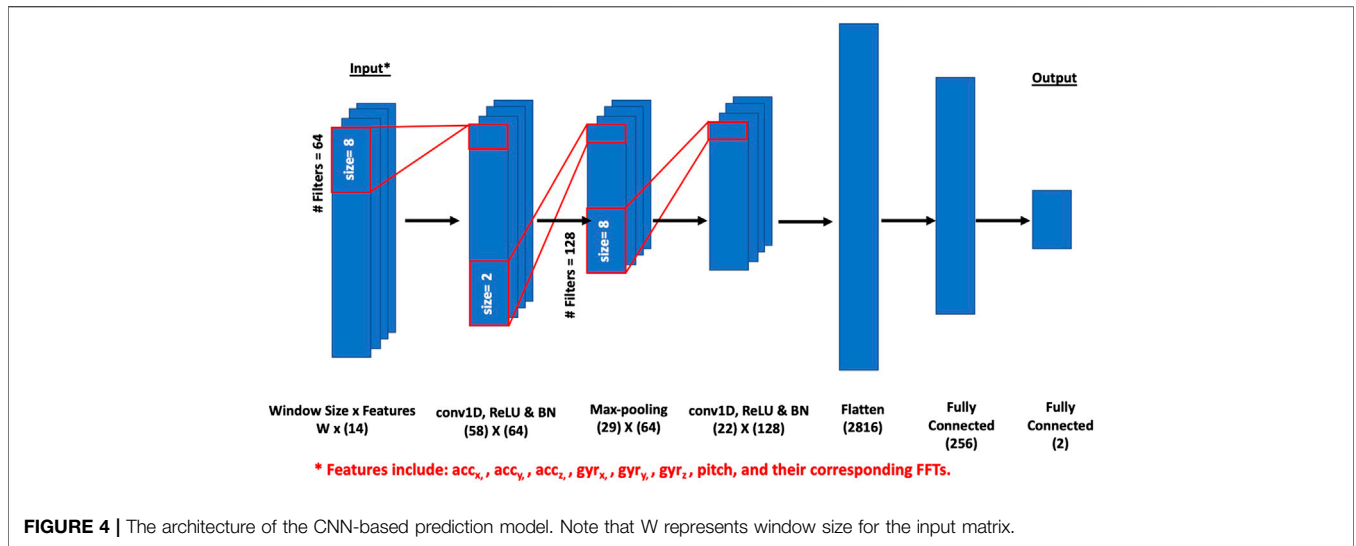 Input*
Output
# Filters = 64
size= 8
size= 2
# Filters = 128
size= 8
Window Size x Features
W x (14)
conv1D, ReLU & BN
(58) X (64)
Max-pooling
(29) X (64)
conv1D, ReLU & BN
(22) X (128)
Flatten
(2816)
Fully
Connected
(256)
Fully
Connected
(2)
* Features include: accx, , accy, , accz, , gyrx, , gyry, , gyrz , pitch, and their corresponding FFTs.
FIGURE 4 | The architecture of the CNN-based prediction model. Note that W represents window size for the input matrix.